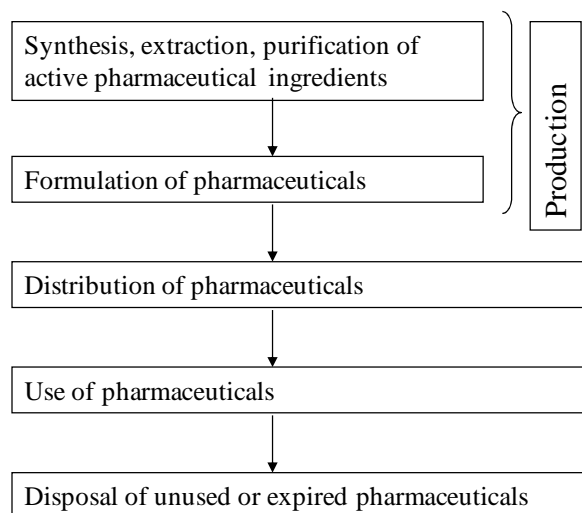 Synthesis, extraction, purification of
active pharmaceutical ingredients
Production
Formulation of pharmaceuticals
Distribution of pharmaceuticals
Use of pharmaceuticals
Disposal of unused or expired pharmaceuticals